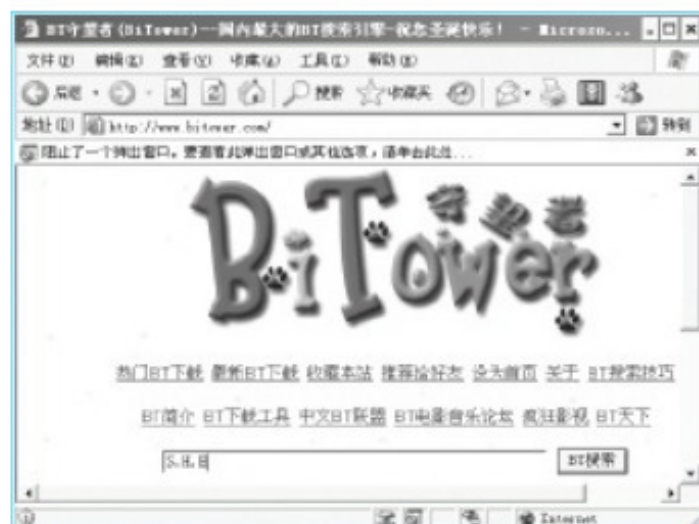 BT守望者(BiTower)--国内最大的BT搜索引擎-祝您圣诞快乐! - Microso...
文件(F) 编辑(E) 查看(V) 收藏(A) 工具(T) 帮助(H)
后退 搜索 收藏夹
地址(D) http://www.bitower.com/ 转到
阻止了一个弹出窗口。要查看此弹出窗口或其他选项,请单击此处...
守望者
BiTower
热门BT下载 最新BT下载 收藏本站 推荐给好友 设为首页 关于 BT搜索技巧
BT简介 BT下载工具 中文BT联盟 BT电影音乐论坛 疯狂影视 BT天下
S.H.E BT搜索
Internet